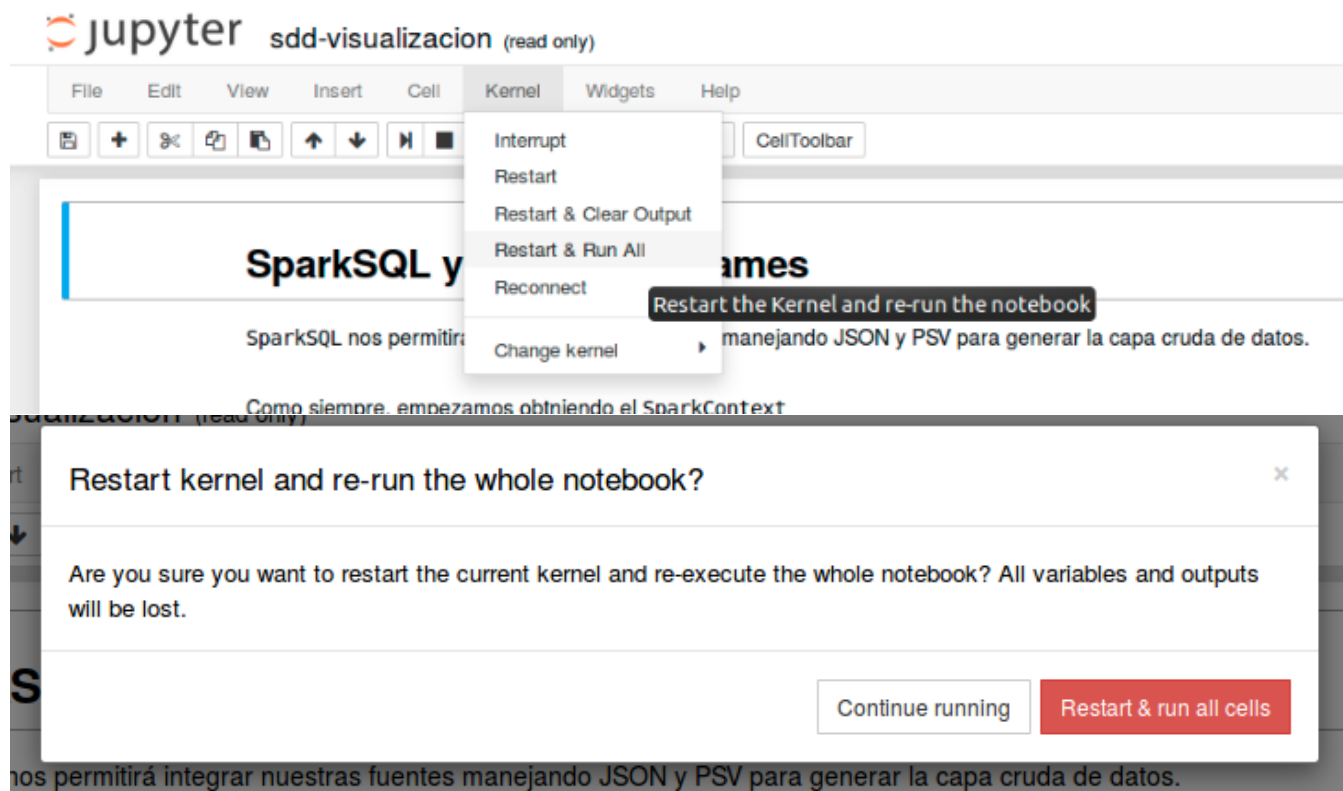 jupyter sdd-visualizacion (read only)
File Edit View Insert Cell Kernel Widgets Help
CellToolbar
Interrupt
Restart
Restart & Clear Output
Restart & Run All
Reconnect
Change kernel
Restart the Kernel and re-run the notebook
SparkSQL y ames
SparkSQL nos permitirá manejando JSON y PSV para generar la capa cruda de datos.
Como siempre, empezamos obtniendo el SparkContext
ualización (read only)
rt
Restart kernel and re-run the whole notebook?
×
Are you sure you want to restart the current kernel and re-execute the whole notebook? All variables and outputs
will be lost.
Continue running Restart & run all cells
S
nos permitirá integrar nuestras fuentes manejando JSON y PSV para generar la capa cruda de datos.